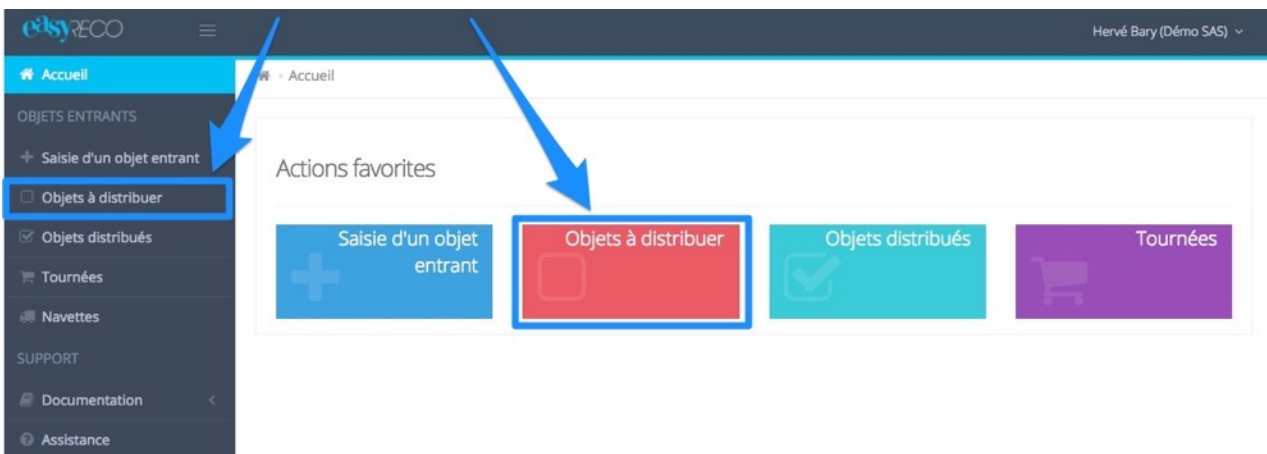 easyRECO
Hervé Bary (Démo SAS)
Accueil
Accueil
OBJETS ENTRANTS
Saisie d'un objet entrant
Objets à distribuer
Objets distribués
Tournées
Navettes
SUPPORT
Documentation
Assistance
Actions favorites
Saisie d'un objet
entrant
Objets à distribuer
Objets distribués
Tournées